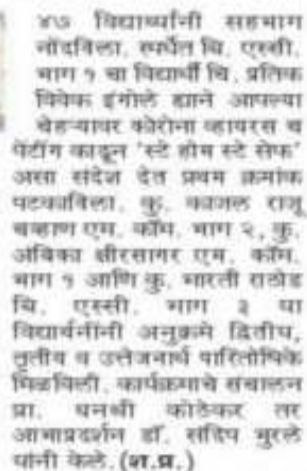 ४७ विद्यार्थ्यांनी सहभाग
नोंदविला. स्पर्धेत बि. एस्सी.
भाग १ चा विद्यार्थी चि. प्रतिक
विवेक इंगोले ह्याने आपल्या
चेहऱ्यावर कोरोना व्हायरस च
पेंटींग काढून 'स्टे होम स्टे सेफ'
असा संदेश देत प्रथम क्रमांक
पटकाविला. कु. काजल राजू
चव्हाण एम. कॉम. भाग २, कु.
अंबिका क्षीरसागर एम. कॉम.
भाग १ आणि कु. भारती राठोड
बि. एस्सी. भाग ३ या
विद्यार्थनींनी अनुक्रमे द्वितीय,
तृतीय व उत्तेजनार्थ पारितोषिके
मिळविली. कार्यक्रमाचे संचालन
प्रा. धनश्री कोठेकर तर
आभाप्रदर्शन डॉ. संदिप भुरले
यांनी केले. (श.प्र.)